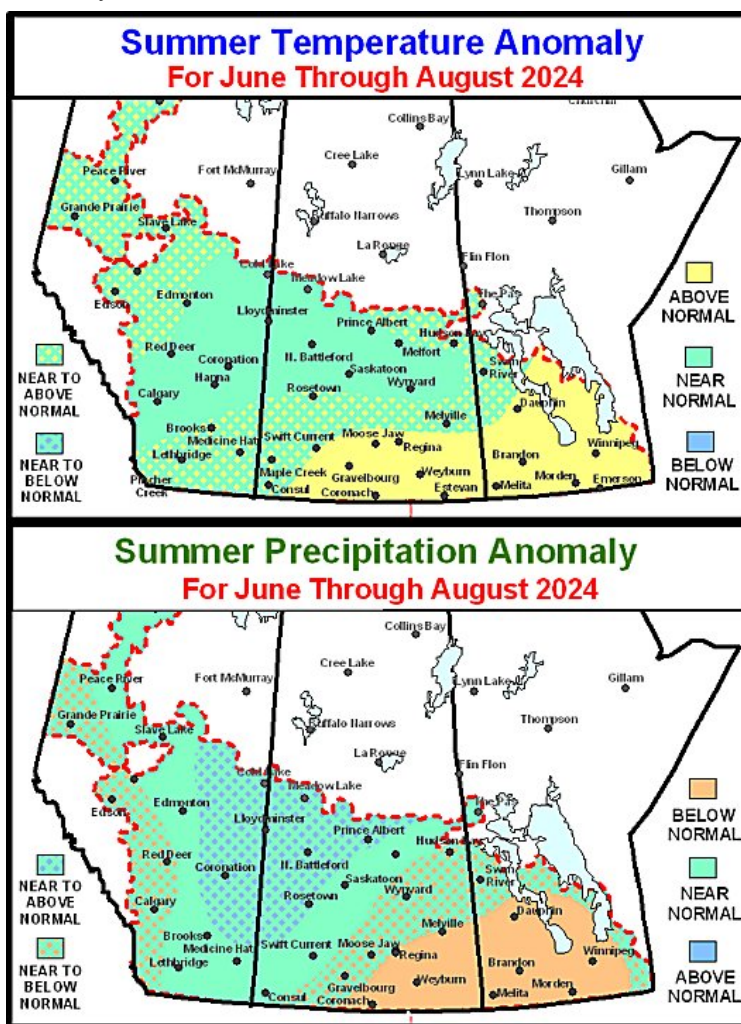 Summer Temperature Anomaly
For June Through August 2024
Collins Bay
Peace River
Fort McMurray
Cree Lake
Lynn Lake
Gillam
Grande Prairie
Buffalo Narrows
Thompson
Slave Lake
La Ronge
Flin Flon
Cold Lake
Meadow Lake
Edson
Edmonton
The Pas
ABOVE
NORMAL
Lloydminster
Prince Albert
Hudson Bay
Red Deer
Coronation
N. Battleford
Melfort
NEAR TO
ABOVE
NORMAL
Hanna
Saskatoon
Swan
River
NEAR
NORMAL
Calgary
Rosetown
Wynyard
Dauphin
Brooks
Melville
NEAR TO
BELOW
NORMAL
Medicine Hat
Swift Current
Moose Jaw
Regina
Winnipeg
BELOW
NORMAL
Lethbridge
Maple Creek
Brandon
Pincher
Creek
Consul
Gravelbourg
Weyburn
Morden
Emerson
Coronach
Estevan
Melita
Summer Precipitation Anomaly
For June Through August 2024
Collins Bay
Peace River
Fort McMurray
Cree Lake
Lynn Lake
Gillam
Grande Prairie
Buffalo Narrows
Thompson
Slave Lake
La Ronge
Flin Flon
Cold Lake
Meadow Lake
Edson
Edmonton
The Pas
BELOW
NORMAL
Lloydminster
Prince Albert
Hudson Bay
Red Deer
Coronation
N. Battleford
NEAR TO
ABOVE
NORMAL
Saskatoon
Swan
River
NEAR
NORMAL
Calgary
Rosetown
Wynyard
Dauphin
Brooks
Melville
NEAR TO
BELOW
NORMAL
Medicine Hat
Swift Current
Moose Jaw
Regina
Winnipeg
ABOVE
NORMAL
Lethbridge
Brandon
Consul
Gravelbourg
Weyburn
Morden
Coronach
Melita